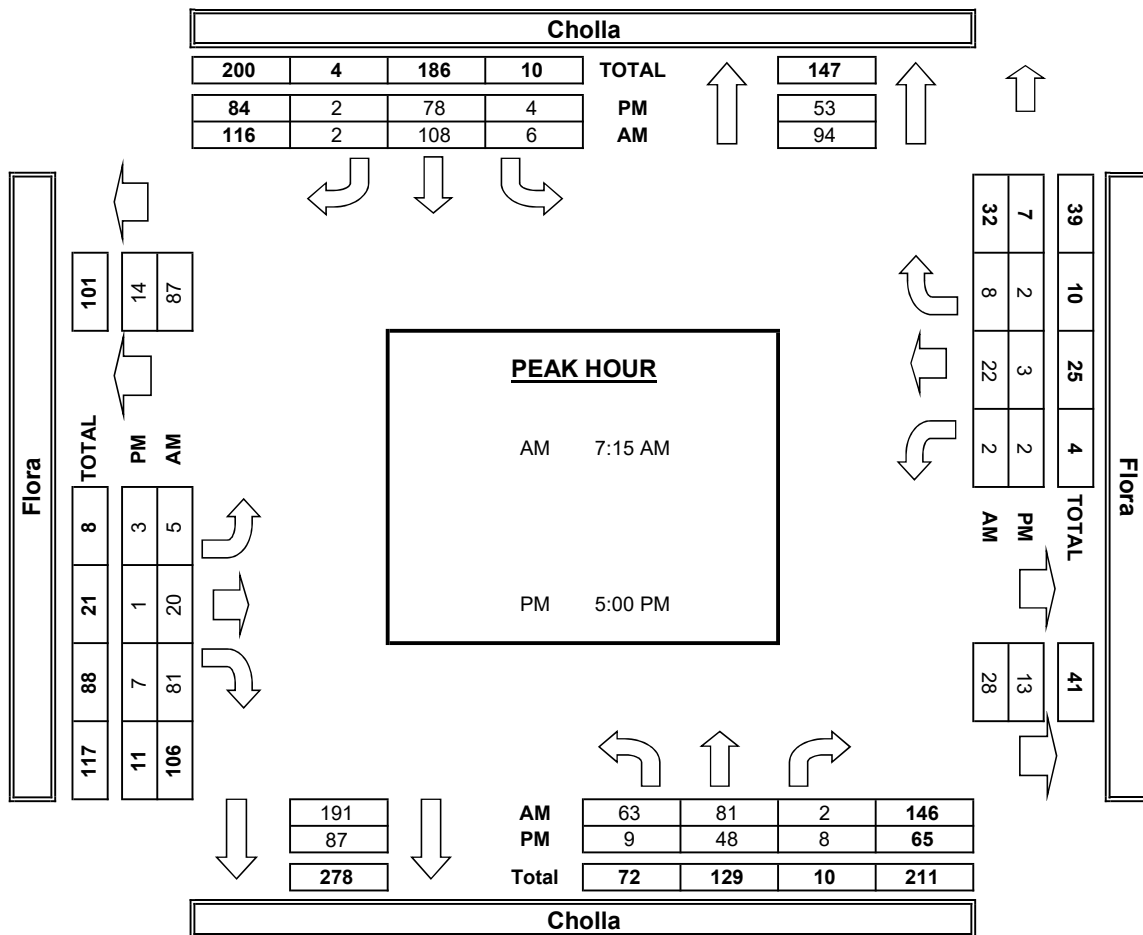 Cholla
200 4 186 10 TOTAL 147
84 2 78 4 PM 53
116 2 108 6 AM 94
Flora
101
14
87
TOTAL
PM
AM
8 21 88 117
3 1 7 11
5 20 81 106
PEAK HOUR
AM 7:15 AM
PM 5:00 PM
39 10 25 4 TOTAL
7 2 3 2 PM
32 8 22 2 AM
41
13
28
Flora
191 AM 63 81 2 146
87 PM 9 48 8 65
278 Total 72 129 10 211
Cholla